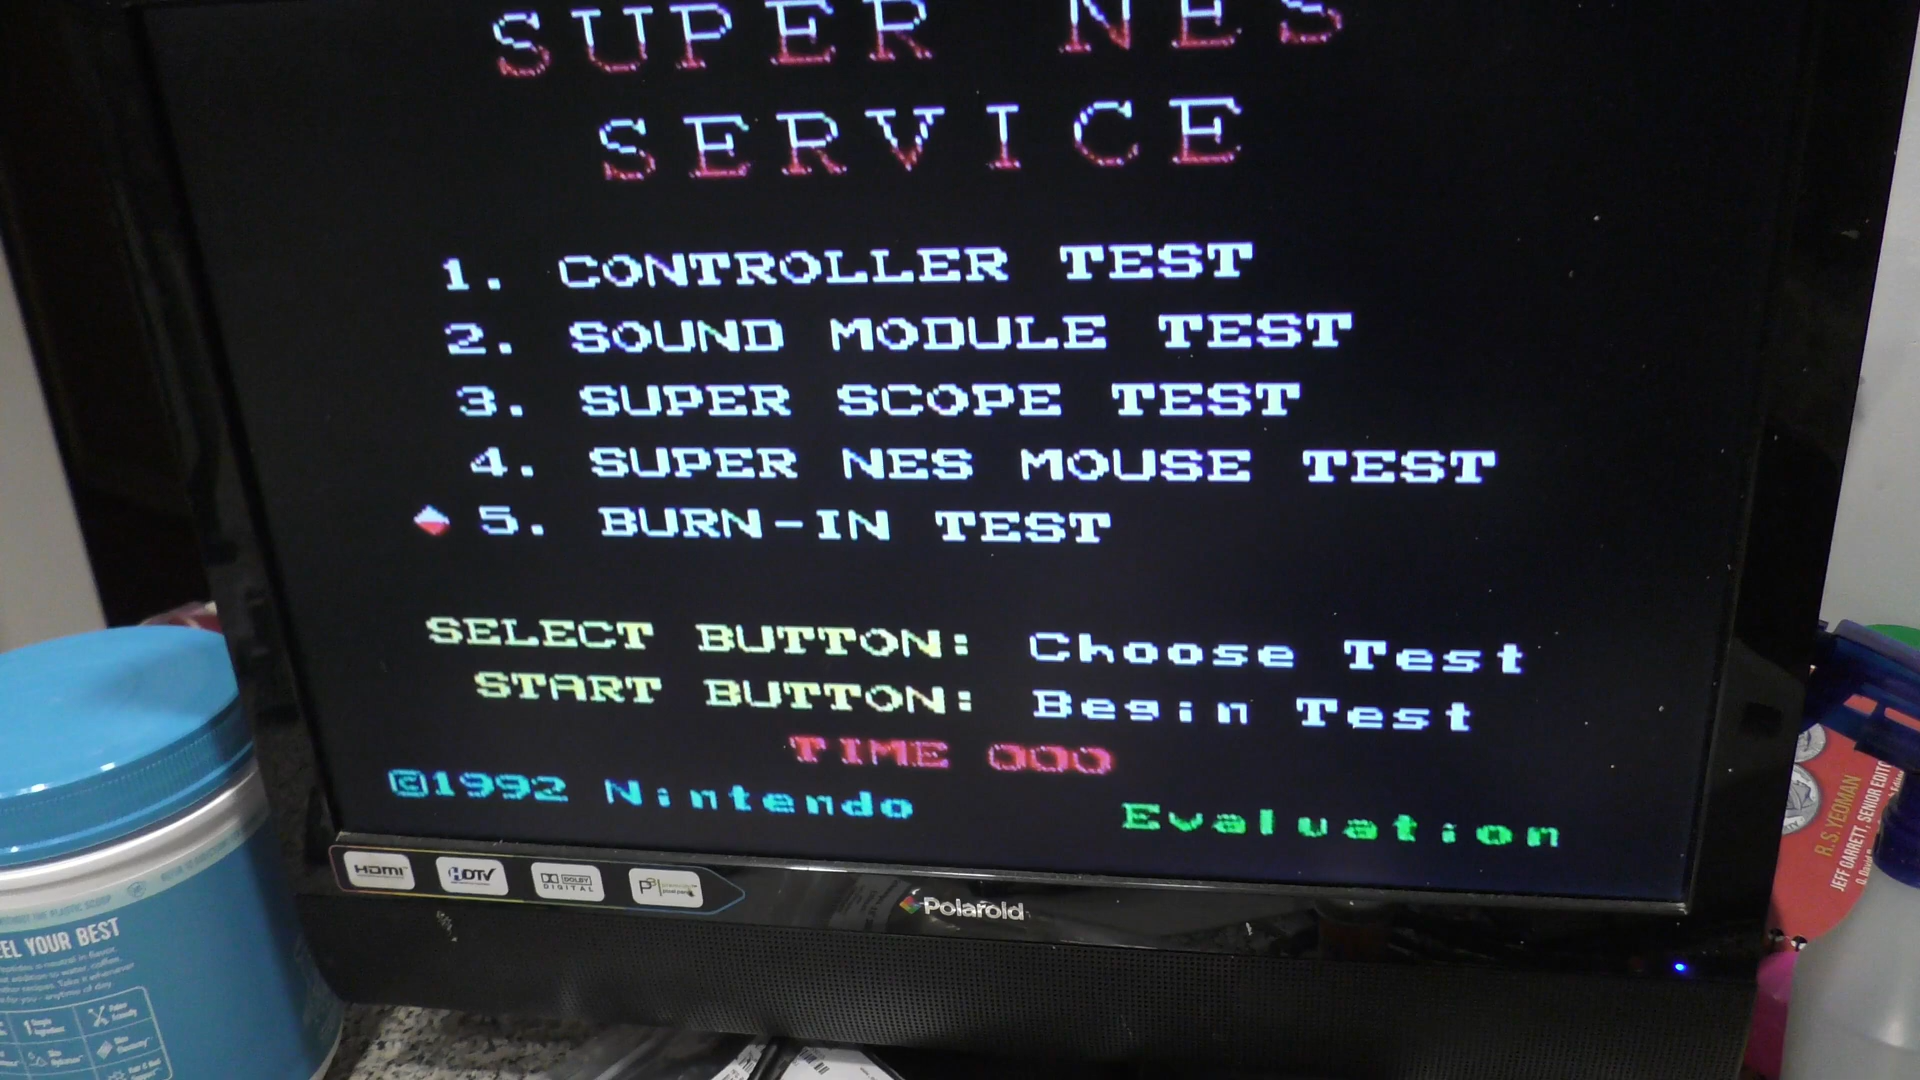 SUPER NES
SERVICE
1. CONTROLLER TEST
2. SOUND MODULE TEST
3. SUPER SCOPE TEST
4. SUPER NES MOUSE TEST
5. BURN-IN TEST
SELECT BUTTON: Choose Test
START BUTTON: Begin Test
TIME 000
©1992 Nintendo
Evaluation
HDMI
HDTV
DOLBY
DIGITAL
Polaroid
EEL YOUR BEST
R.S. YEOMAN
JEFF GARRETT, SENIOR EDITO